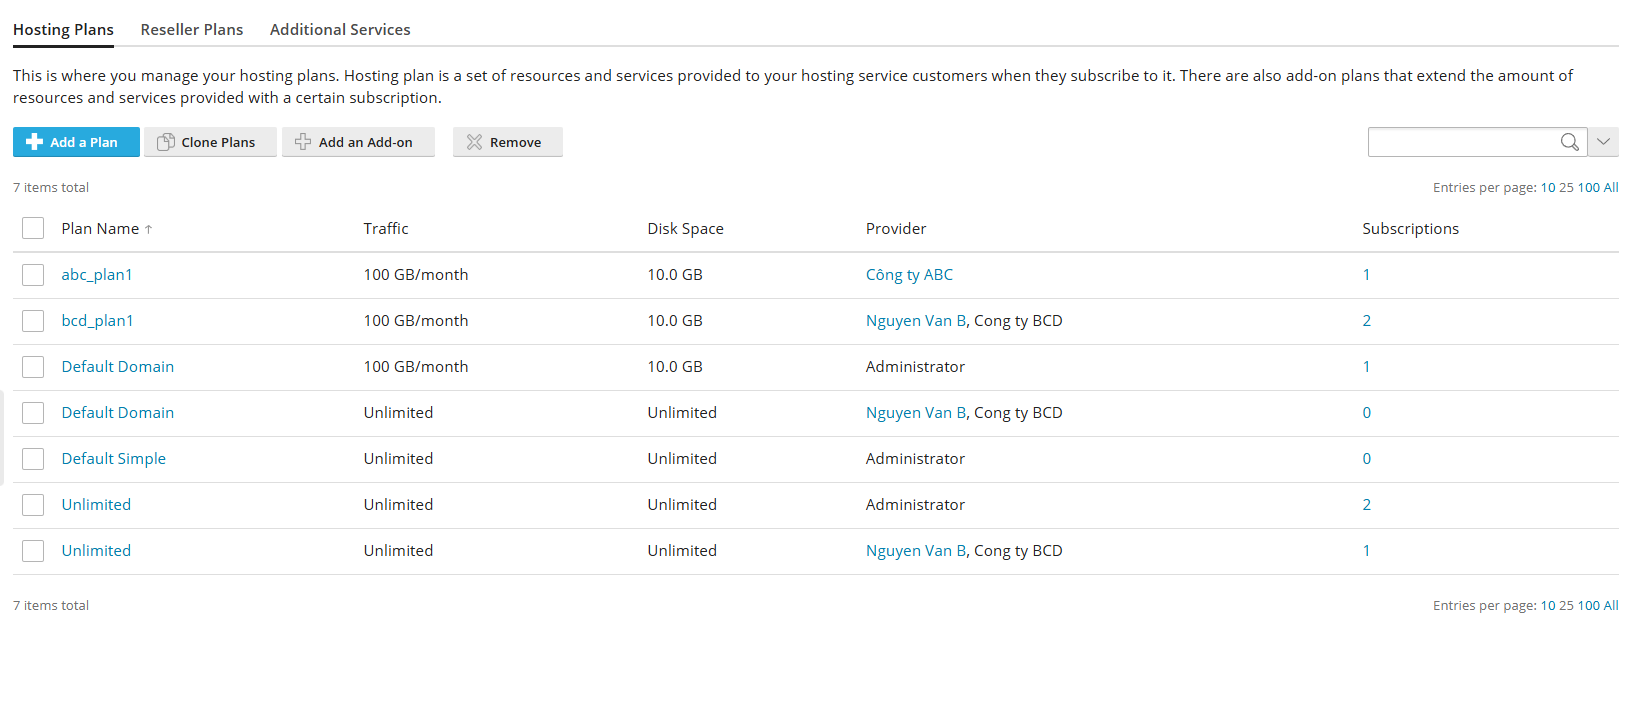 Hosting Plans Reseller Plans Additional Services
This is where you manage your hosting plans. Hosting plan is a set of resources and services provided to your hosting service customers when they subscribe to it. There are also add-on plans that extend the amount of
resources and services provided with a certain subscription.
Add a Plan Clone Plans Add an Add-on Remove
7 items total Entries per page: 10 25 100 All
Plan Name ↑ Traffic Disk Space Provider Subscriptions
abc_plan1 100 GB/month 10.0 GB Công ty ABC 1
bcd_plan1 100 GB/month 10.0 GB Nguyen Van B, Cong ty BCD 2
Default Domain 100 GB/month 10.0 GB Administrator 1
Default Domain Unlimited Unlimited Nguyen Van B, Cong ty BCD 0
Default Simple Unlimited Unlimited Administrator 0
Unlimited Unlimited Unlimited Administrator 2
Unlimited Unlimited Unlimited Nguyen Van B, Cong ty BCD 1
7 items total Entries per page: 10 25 100 All